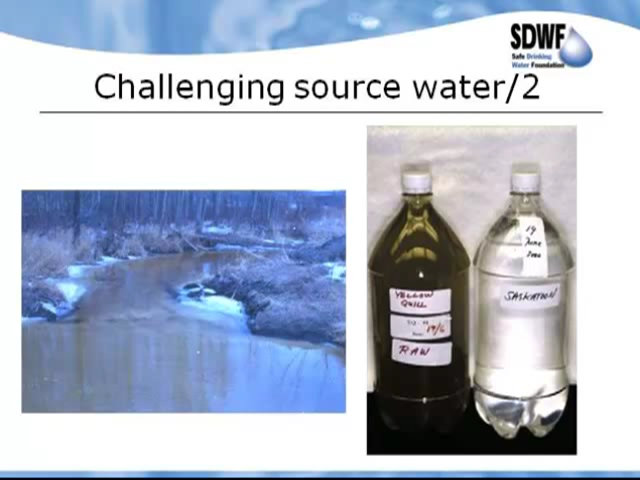 SDWF
Safe Drinking
Water Foundation
Challenging source water/2
YELLOW
QUILL
RAW
19
June
SASKATOON